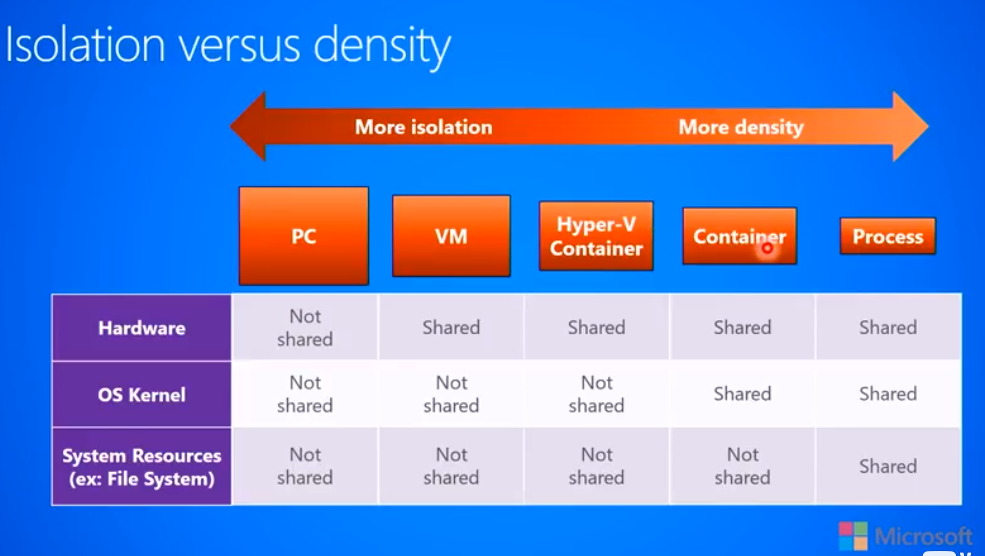 Isolation versus density
More isolation More density
PC
VM
Hyper-V
Container
Container
Process
Hardware
Not
shared
Shared
Shared
Shared
Shared
OS Kernel
Not
shared
Not
shared
Not
shared
Shared
Shared
System Resources
(ex: File System)
Not
shared
Not
shared
Not
shared
Not
shared
Shared
Microsoft